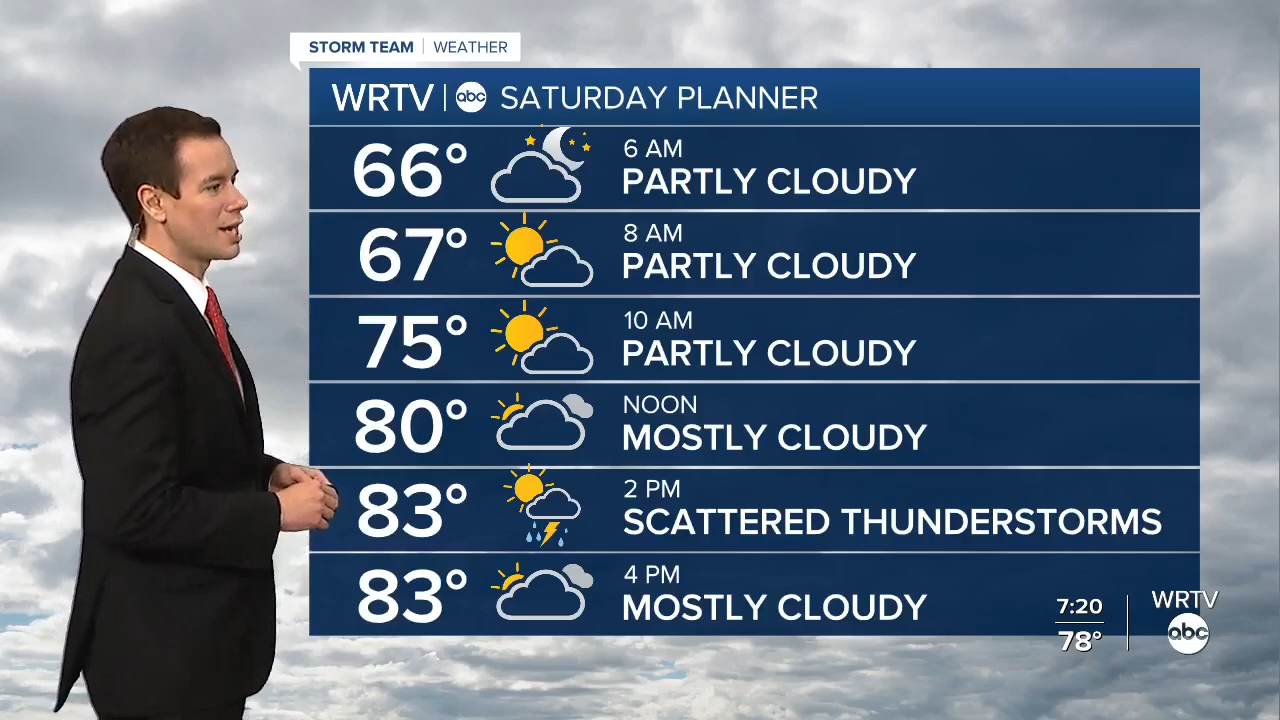 STORM TEAM | WEATHER
WRTV | abc SATURDAY PLANNER
66° 6 AM
PARTLY CLOUDY
67° 8 AM
PARTLY CLOUDY
75° 10 AM
PARTLY CLOUDY
80° NOON
MOSTLY CLOUDY
83° 2 PM
SCATTERED THUNDERSTORMS
83° 4 PM
MOSTLY CLOUDY
7:20
78°
WRTV
abc